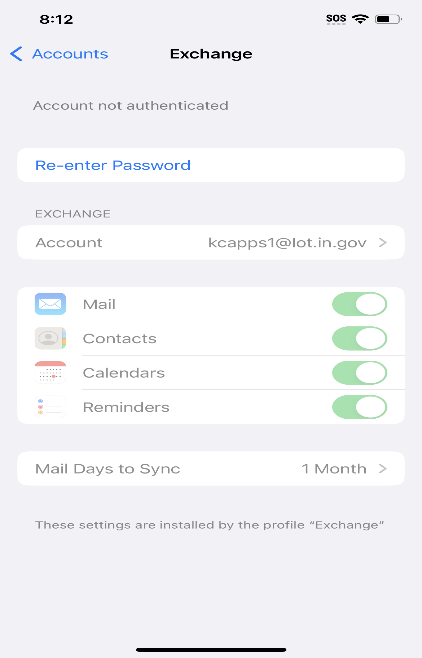 8:12 SOS
Accounts Exchange
Account not authenticated
Re-enter Password
EXCHANGE
Account kcapps1@lot.in.gov
Mail
Contacts
Calendars
Reminders
Mail Days to Sync 1 Month
These settings are installed by the profile “Exchange”